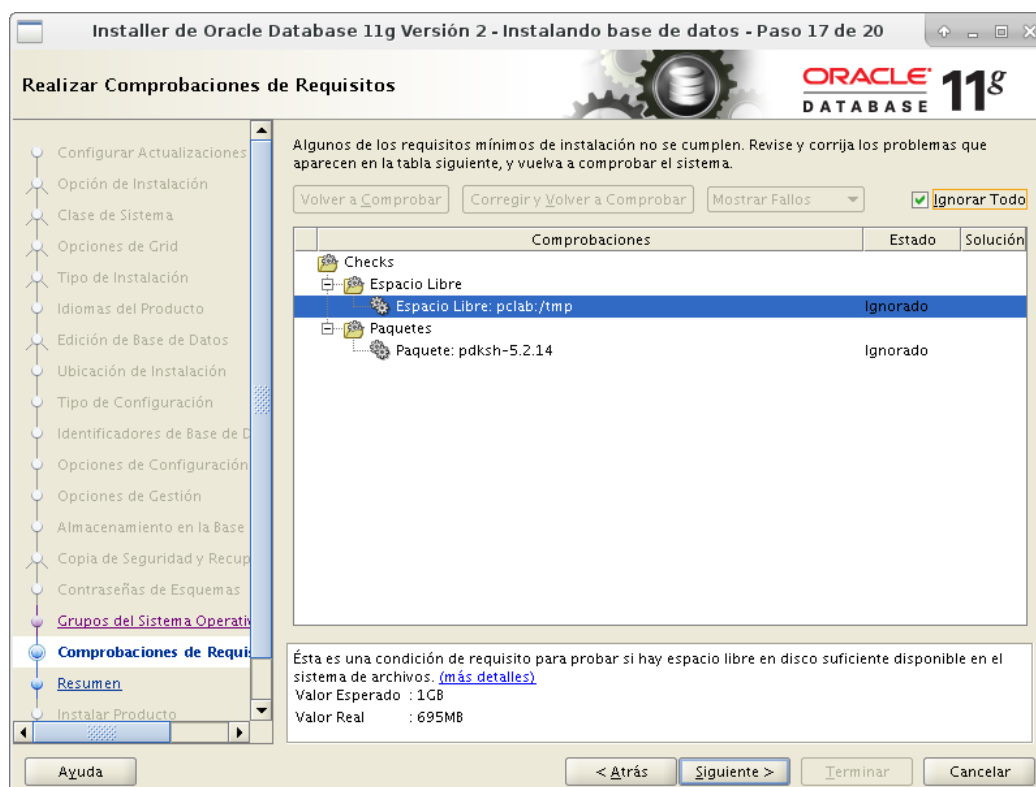 Installer de Oracle Database 11g Versión 2 - Instalando base de datos - Paso 17 de 20
Realizar Comprobaciones de Requisitos
ORACLE
DATABASE
11g
Configurar Actualizaciones
Opción de Instalación
Clase de Sistema
Opciones de Grid
Tipo de Instalación
Idiomas del Producto
Edición de Base de Datos
Ubicación de Instalación
Tipo de Configuración
Identificadores de Base de D
Opciones de Configuración
Opciones de Gestión
Almacenamiento en la Base
Copia de Seguridad y Recup
Contraseñas de Esquemas
Grupos del Sistema Operativ
Comprobaciones de Requis
Resumen
Instalar Producto
Algunos de los requisitos mínimos de instalación no se cumplen. Revise y corrija los problemas que
aparecen en la tabla siguiente, y vuelva a comprobar el sistema.
Volver a Comprobar Corregir y Volver a Comprobar Mostrar Fallos Ignorar Todo
Comprobaciones Estado Solución
Checks
Espacio Libre
Espacio Libre: pclab:/tmp Ignorado
Paquetes
Paquete: pdksh-5.2.14 Ignorado
Ésta es una condición de requisito para probar si hay espacio libre en disco suficiente disponible en el
sistema de archivos. (más detalles)
Valor Esperado : 1GB
Valor Real : 695MB
Ayuda < Atrás Siguiente > Terminar Cancelar